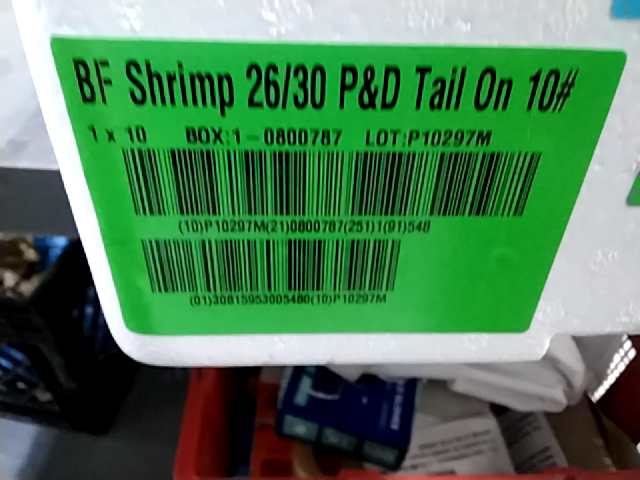 BF Shrimp 26/30 P&D Tail On 10#
1 x 10 BOX:1-0800787 LOT:P10297M
(10)P10297M(21)0800787(251)1(91)548
(01)30815953005480(10)P10297M